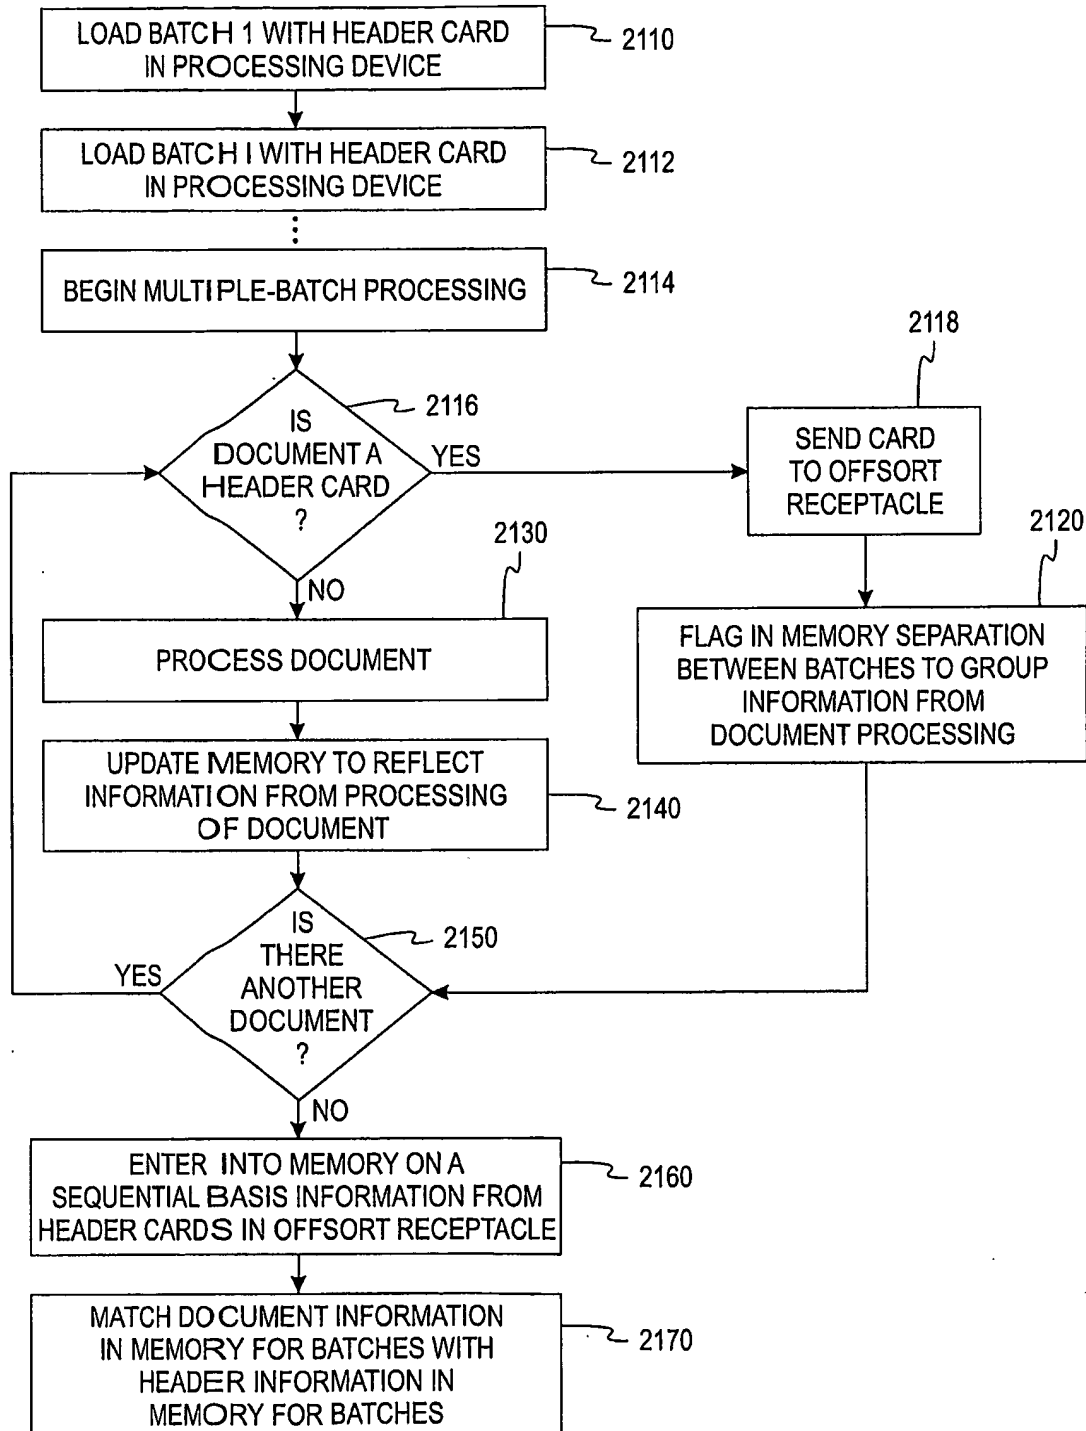 LOAD BATCH 1 WITH HEADER CARD
IN PROCESSING DEVICE
2110
LOAD BATCH I WITH HEADER CARD
IN PROCESSING DEVICE
2112
BEGIN MULTIPLE-BATCH PROCESSING
2114
IS
DOCUMENT A
HEADER CARD
?
2116
YES
NO
2118
SEND CARD
TO OFFSORT
RECEPTACLE
2120
FLAG IN MEMORY SEPARATION
BETWEEN BATCHES TO GROUP
INFORMATION FROM
DOCUMENT PROCESSING
2130
PROCESS DOCUMENT
UPDATE MEMORY TO REFLECT
INFORMATION FROM PROCESSING
OF DOCUMENT
2140
IS
THERE
ANOTHER
DOCUMENT
?
2150
YES
NO
ENTER INTO MEMORY ON A
SEQUENTIAL BASIS INFORMATION FROM
HEADER CARDS IN OFFSORT RECEPTACLE
2160
MATCH DOCUMENT INFORMATION
IN MEMORY FOR BATCHES WITH
HEADER INFORMATION IN
MEMORY FOR BATCHES
2170